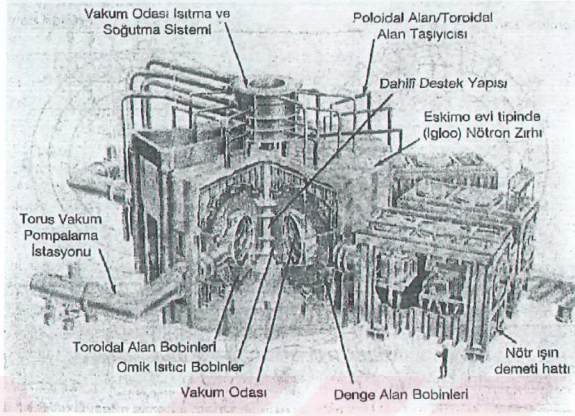 Vakum Odası Isıtma ve
Soğutma Sistemi
Poloidal Alan/Toroidal
Alan Taşıyıcısı
Dahilî Destek Yapısı
Eskimo evi tipinde
(Igloo) Nötron Zırhı
Torus Vakum
Pompalama
İstasyonu
Toroidal Alan Bobinleri
Omik Isıtıcı Bobinler
Vakum Odası
Denge Alan Bobinleri
Nötr ışın
demeti hattı